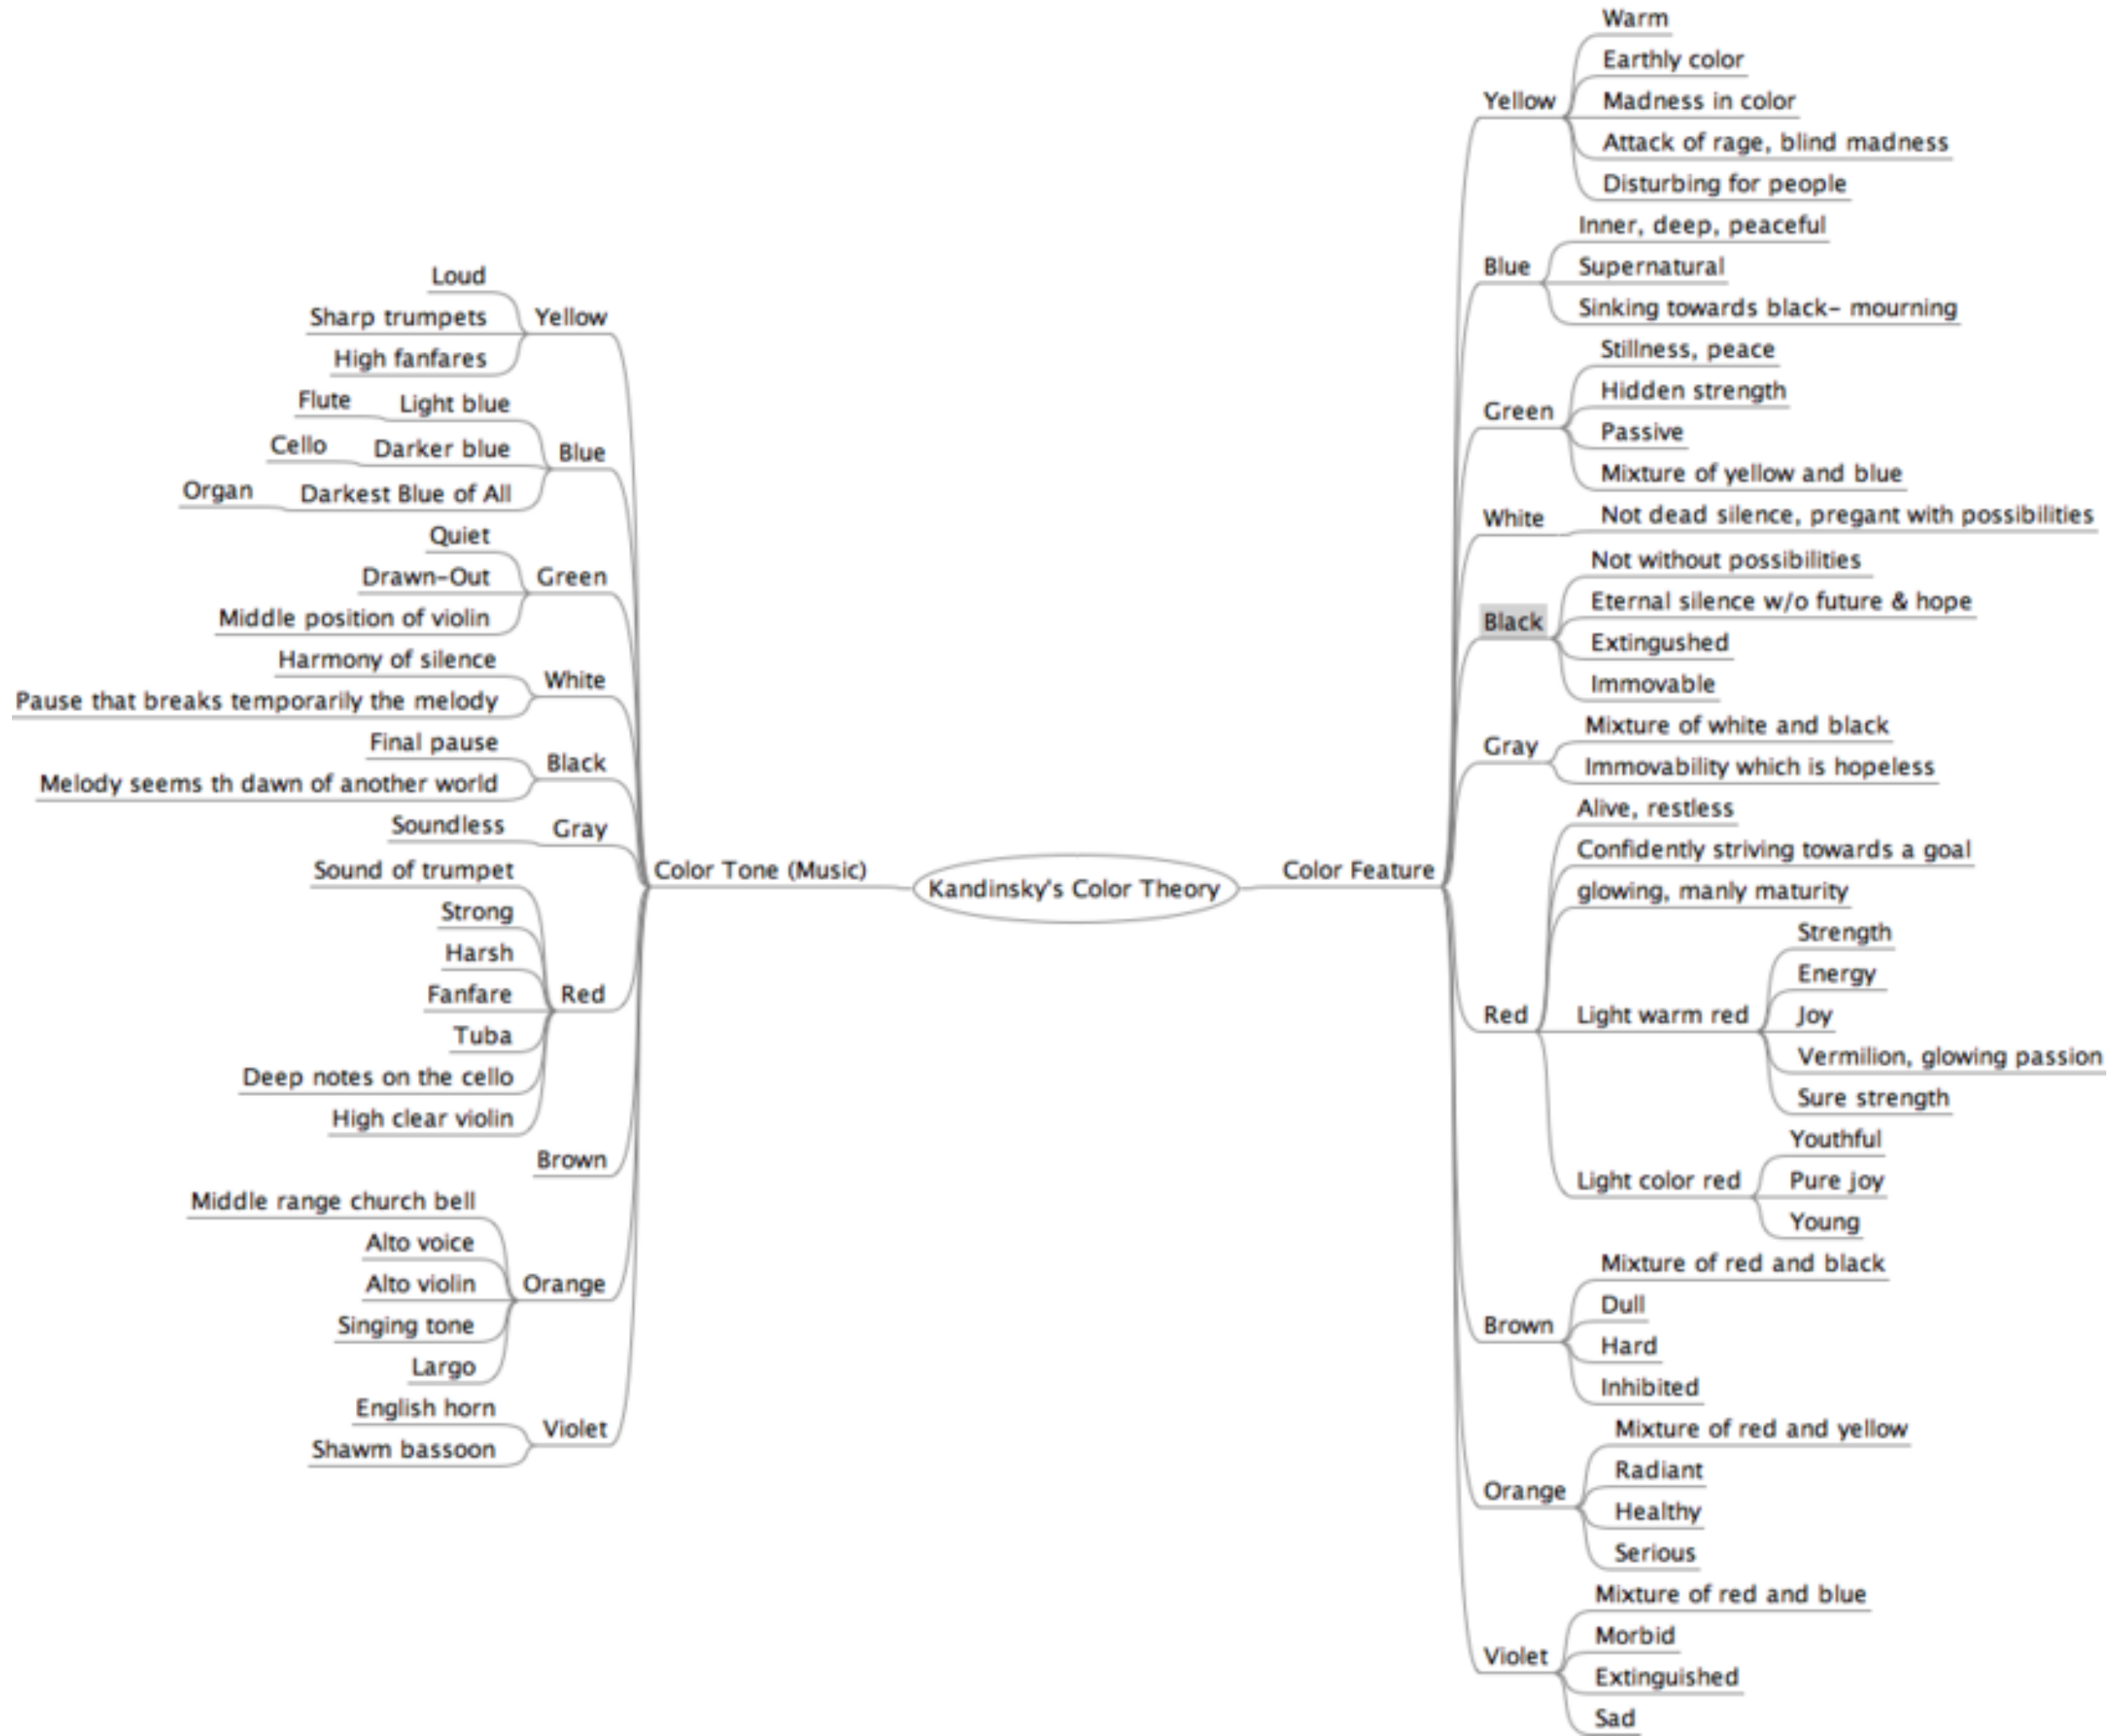 Kandinsky's Color Theory
Color Tone (Music)
Yellow
Loud
Sharp trumpets
High fanfares
Blue
Light blue
Flute
Darker blue
Cello
Darkest Blue of All
Organ
Green
Quiet
Drawn-Out
Middle position of violin
White
Harmony of silence
Pause that breaks temporarily the melody
Black
Final pause
Melody seems th dawn of another world
Gray
Soundless
Red
Sound of trumpet
Strong
Harsh
Fanfare
Tuba
Deep notes on the cello
High clear violin
Brown
Orange
Middle range church bell
Alto voice
Alto violin
Singing tone
Largo
Violet
English horn
Shawm bassoon
Color Feature
Yellow
Warm
Earthly color
Madness in color
Attack of rage, blind madness
Disturbing for people
Blue
Inner, deep, peaceful
Supernatural
Sinking towards black- mourning
Green
Stillness, peace
Hidden strength
Passive
Mixture of yellow and blue
White
Not dead silence, pregant with possibilities
Black
Not without possibilities
Eternal silence w/o future & hope
Extingushed
Immovable
Gray
Mixture of white and black
Immovability which is hopeless
Red
Alive, restless
Confidently striving towards a goal
glowing, manly maturity
Light warm red
Strength
Energy
Joy
Vermilion, glowing passion
Sure strength
Light color red
Youthful
Pure joy
Young
Brown
Mixture of red and black
Dull
Hard
Inhibited
Orange
Mixture of red and yellow
Radiant
Healthy
Serious
Violet
Mixture of red and blue
Morbid
Extinguished
Sad